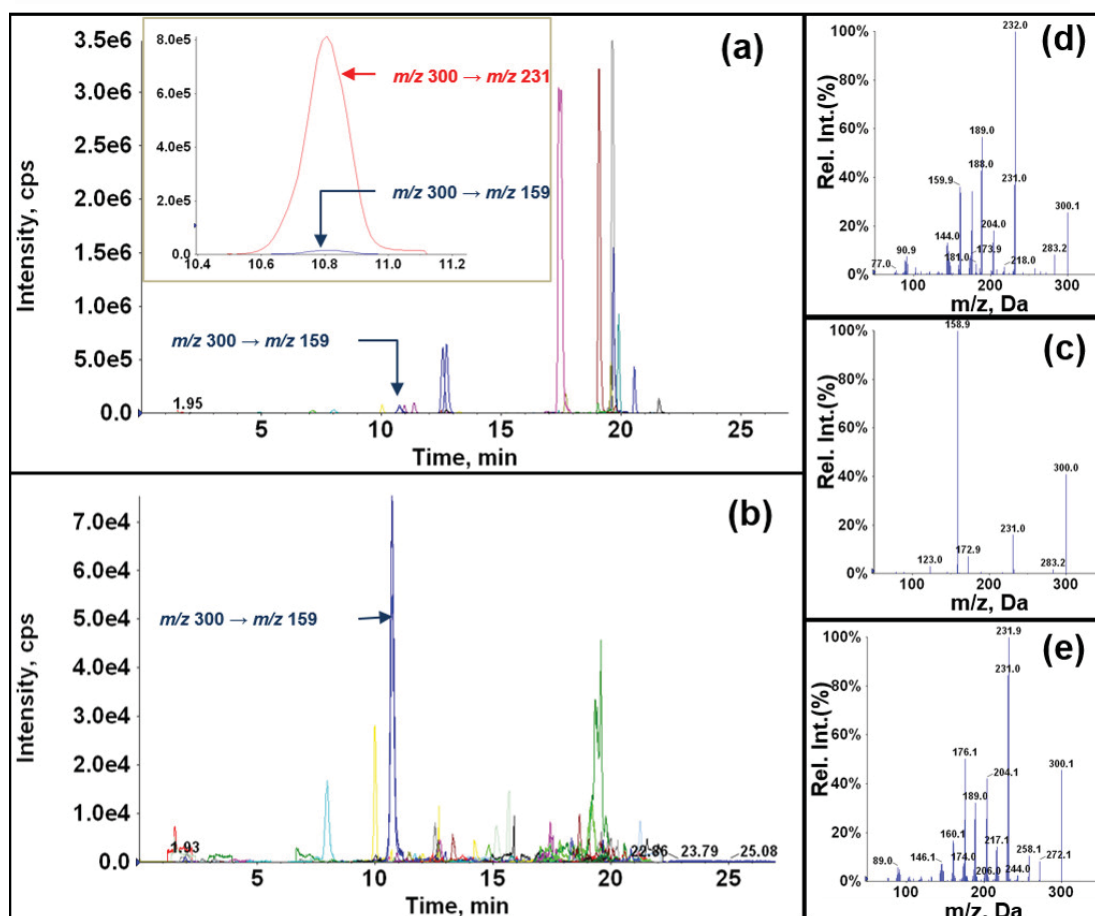 (a)
Intensity, cps
3.5e6
3.0e6
2.5e6
2.0e6
1.5e6
1.0e6
5.0e5
0.0
8.0e5
6.0e5
4.0e5
2.0e5
0.0
10.4 10.6 10.8 11.0 11.2
m/z 300 → m/z 231
m/z 300 → m/z 159
m/z 300 → m/z 159
1.95
5 10 15 20 25
Time, min
(b)
Intensity, cps
7.0e4
6.0e4
5.0e4
4.0e4
3.0e4
2.0e4
1.0e4
0.0
m/z 300 → m/z 159
1.93
22.86 23.79 25.08
5 10 15 20 25
Time, min
(d)
Rel. Int.(%)
100%
80%
60%
40%
20%
0%
232.0
189.0
188.0
159.9
231.0
300.1
204.0
144.0
283.2
90.9
173.9
181.0
218.0
77.0
100 200 300
m/z, Da
(c)
Rel. Int.(%)
100%
80%
60%
40%
20%
0%
158.9
300.0
231.0
172.9
123.0
283.2
100 200 300
m/z, Da
(e)
Rel. Int.(%)
100%
80%
60%
40%
20%
0%
231.9
231.0
176.1
204.1
300.1
189.0
160.1
217.1
258.1
146.1
174.0
272.1
89.0
206.0
244.0
100 200 300
m/z, Da